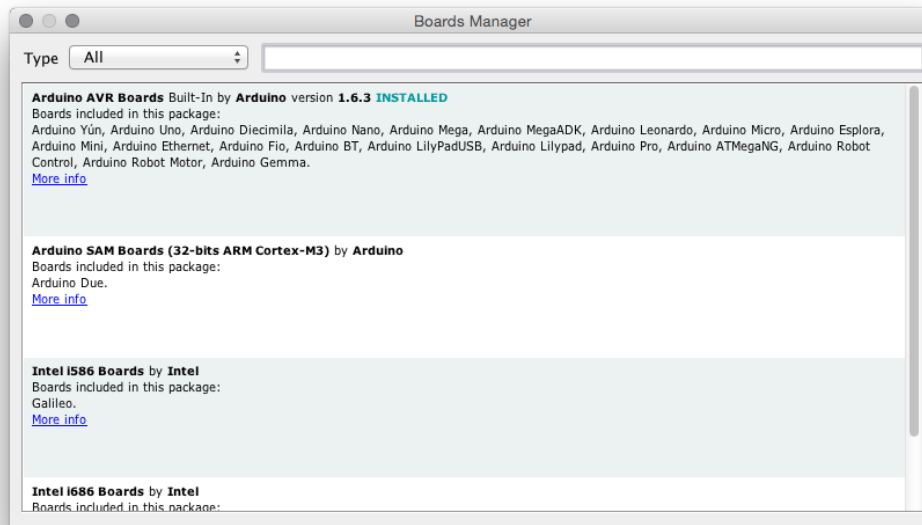 Boards Manager
Type All
Arduino AVR Boards Built-In by Arduino version 1.6.3 INSTALLED
Boards included in this package:
Arduino Yún, Arduino Uno, Arduino Diecimila, Arduino Nano, Arduino Mega, Arduino MegaADK, Arduino Leonardo, Arduino Micro, Arduino Esplora,
Arduino Mini, Arduino Ethernet, Arduino Fio, Arduino BT, Arduino LilyPadUSB, Arduino Lilypad, Arduino Pro, Arduino ATMegaNG, Arduino Robot
Control, Arduino Robot Motor, Arduino Gemma.
More info
Arduino SAM Boards (32-bits ARM Cortex-M3) by Arduino
Boards included in this package:
Arduino Due.
More info
Intel i586 Boards by Intel
Boards included in this package:
Galileo.
More info
Intel i686 Boards by Intel
Boards included in this package: